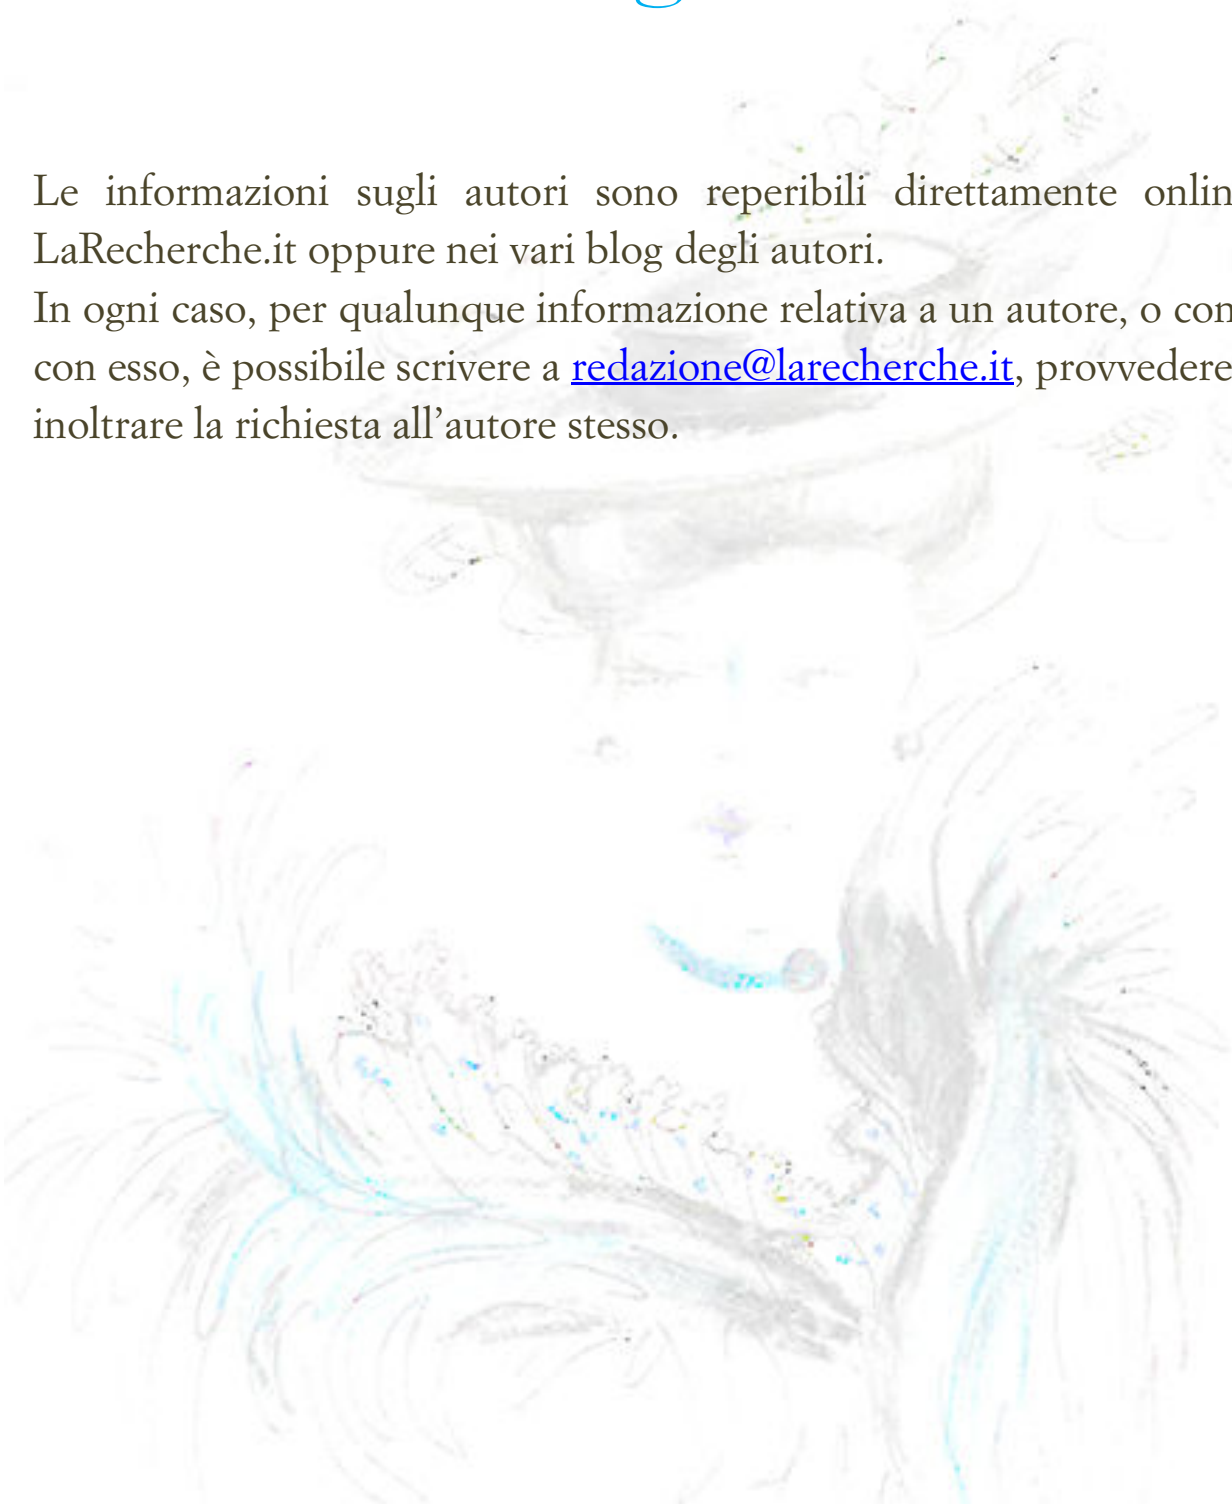 Le informazioni sugli autori sono reperibili direttamente onlin
LaRecherche.it oppure nei vari blog degli autori.
In ogni caso, per qualunque informazione relativa a un autore, o con
con esso, è possibile scrivere a redazione@larecherche.it, provvedere
inoltrare la richiesta all’autore stesso.